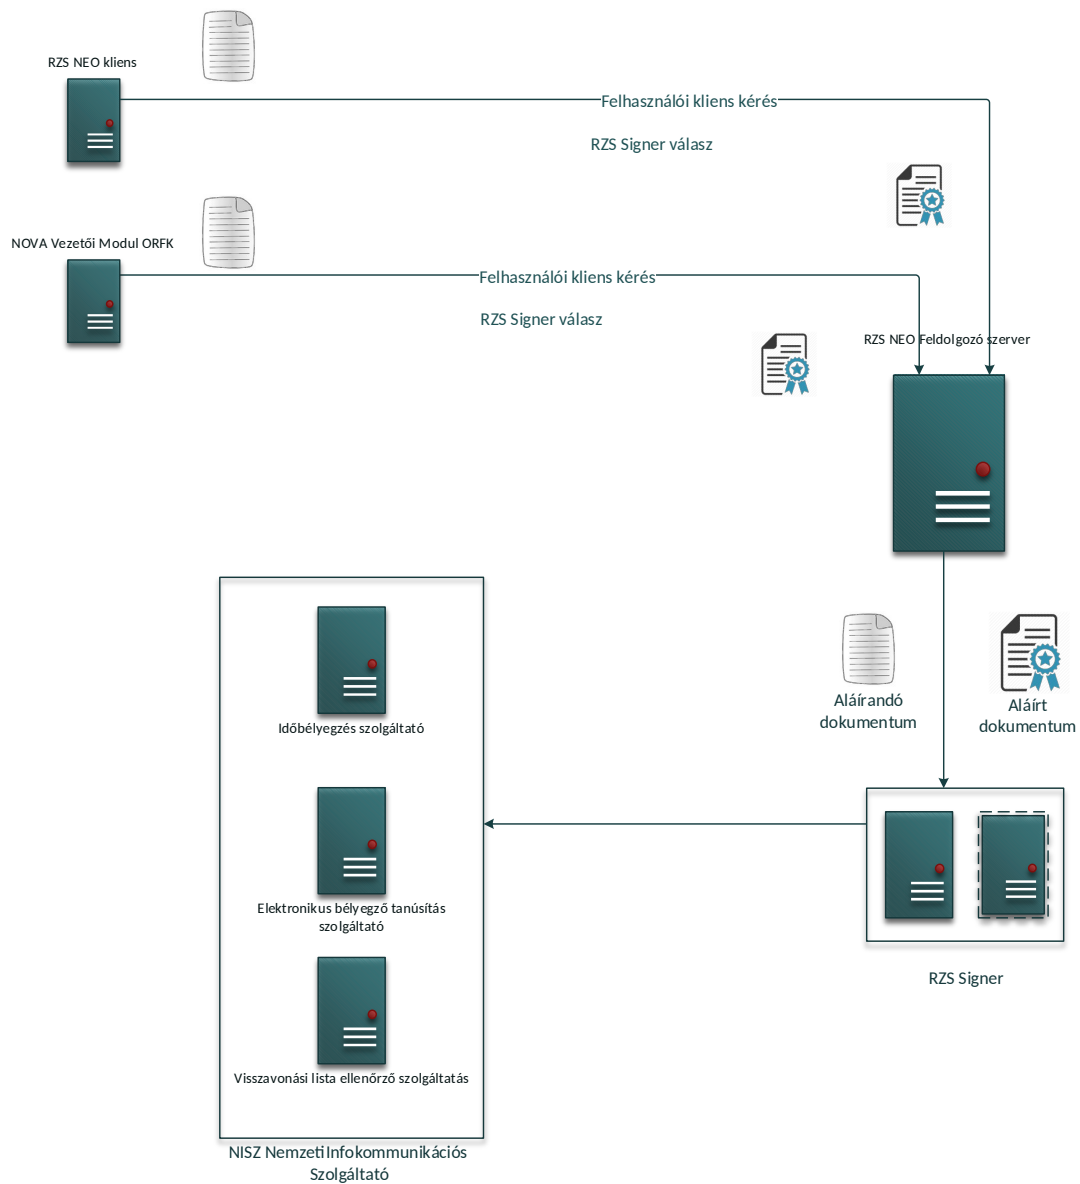 RZS NEO kliens
Felhasználói kliens kérés
RZS Signer válasz
NOVA Vezetői Modul ORFK
Felhasználói kliens kérés
RZS Signer válasz
RZS NEO Feldolgozó szerver
Aláírandó
dokumentum
Aláírt
dokumentum
Időbélyegzés szolgáltató
Elektronikus bélyegző tanúsítás
szolgáltató
Visszavonási lista ellenőrző szolgáltatás
RZS Signer
NISZ Nemzeti Infokommunikációs
Szolgáltató